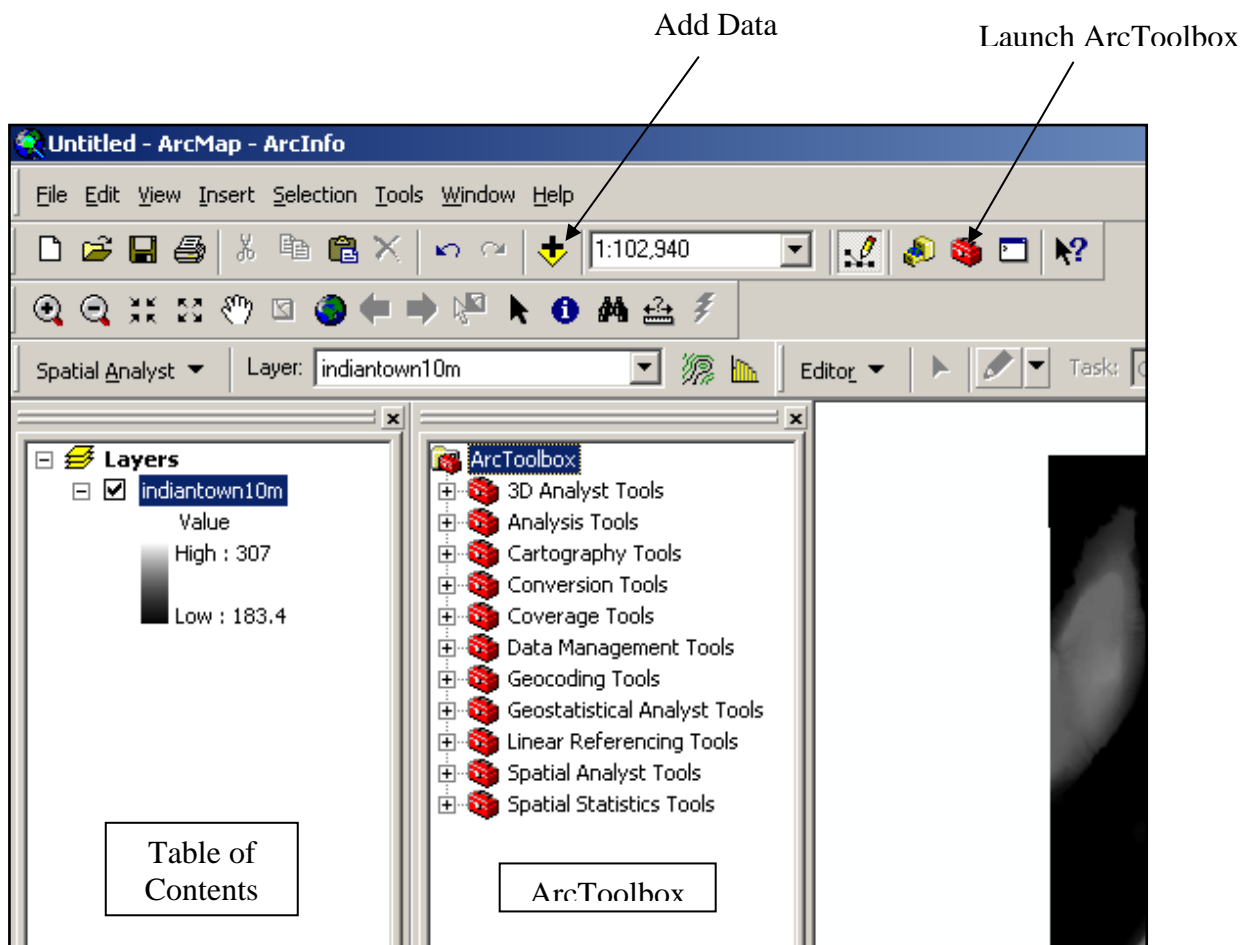 Add Data
Launch ArcToolbox
Untitled - ArcMap - ArcInfo
File Edit View Insert Selection Tools Window Help
1:102,940
Spatial Analyst Layer: indiantown10m Editor Task:
Layers
indiantown10m
Value
High : 307
Low : 183.4
Table of
Contents
ArcToolbox
3D Analyst Tools
Analysis Tools
Cartography Tools
Conversion Tools
Coverage Tools
Data Management Tools
Geocoding Tools
Geostatistical Analyst Tools
Linear Referencing Tools
Spatial Analyst Tools
Spatial Statistics Tools
ArcToolbox